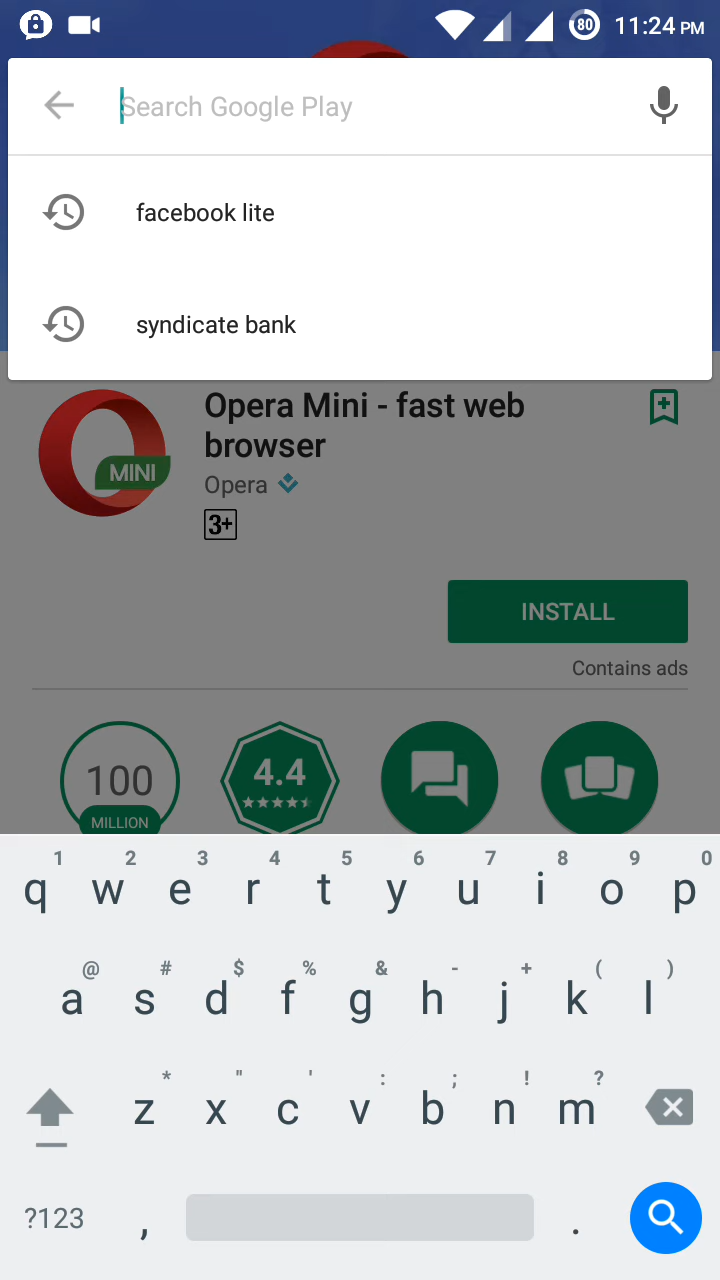 80 11:24 PM
Search Google Play
facebook lite
syndicate bank
Opera Mini - fast web
browser
MINI
Opera
3+
INSTALL
Contains ads
100
MILLION
4.4
1 2 3 4 5 6 7 8 9 0
q w e r t y u i o p
@ # $ % & - + ( )
a s d f g h j k l
* " ' : ; ! ?
z x c v b n m
?123 , .